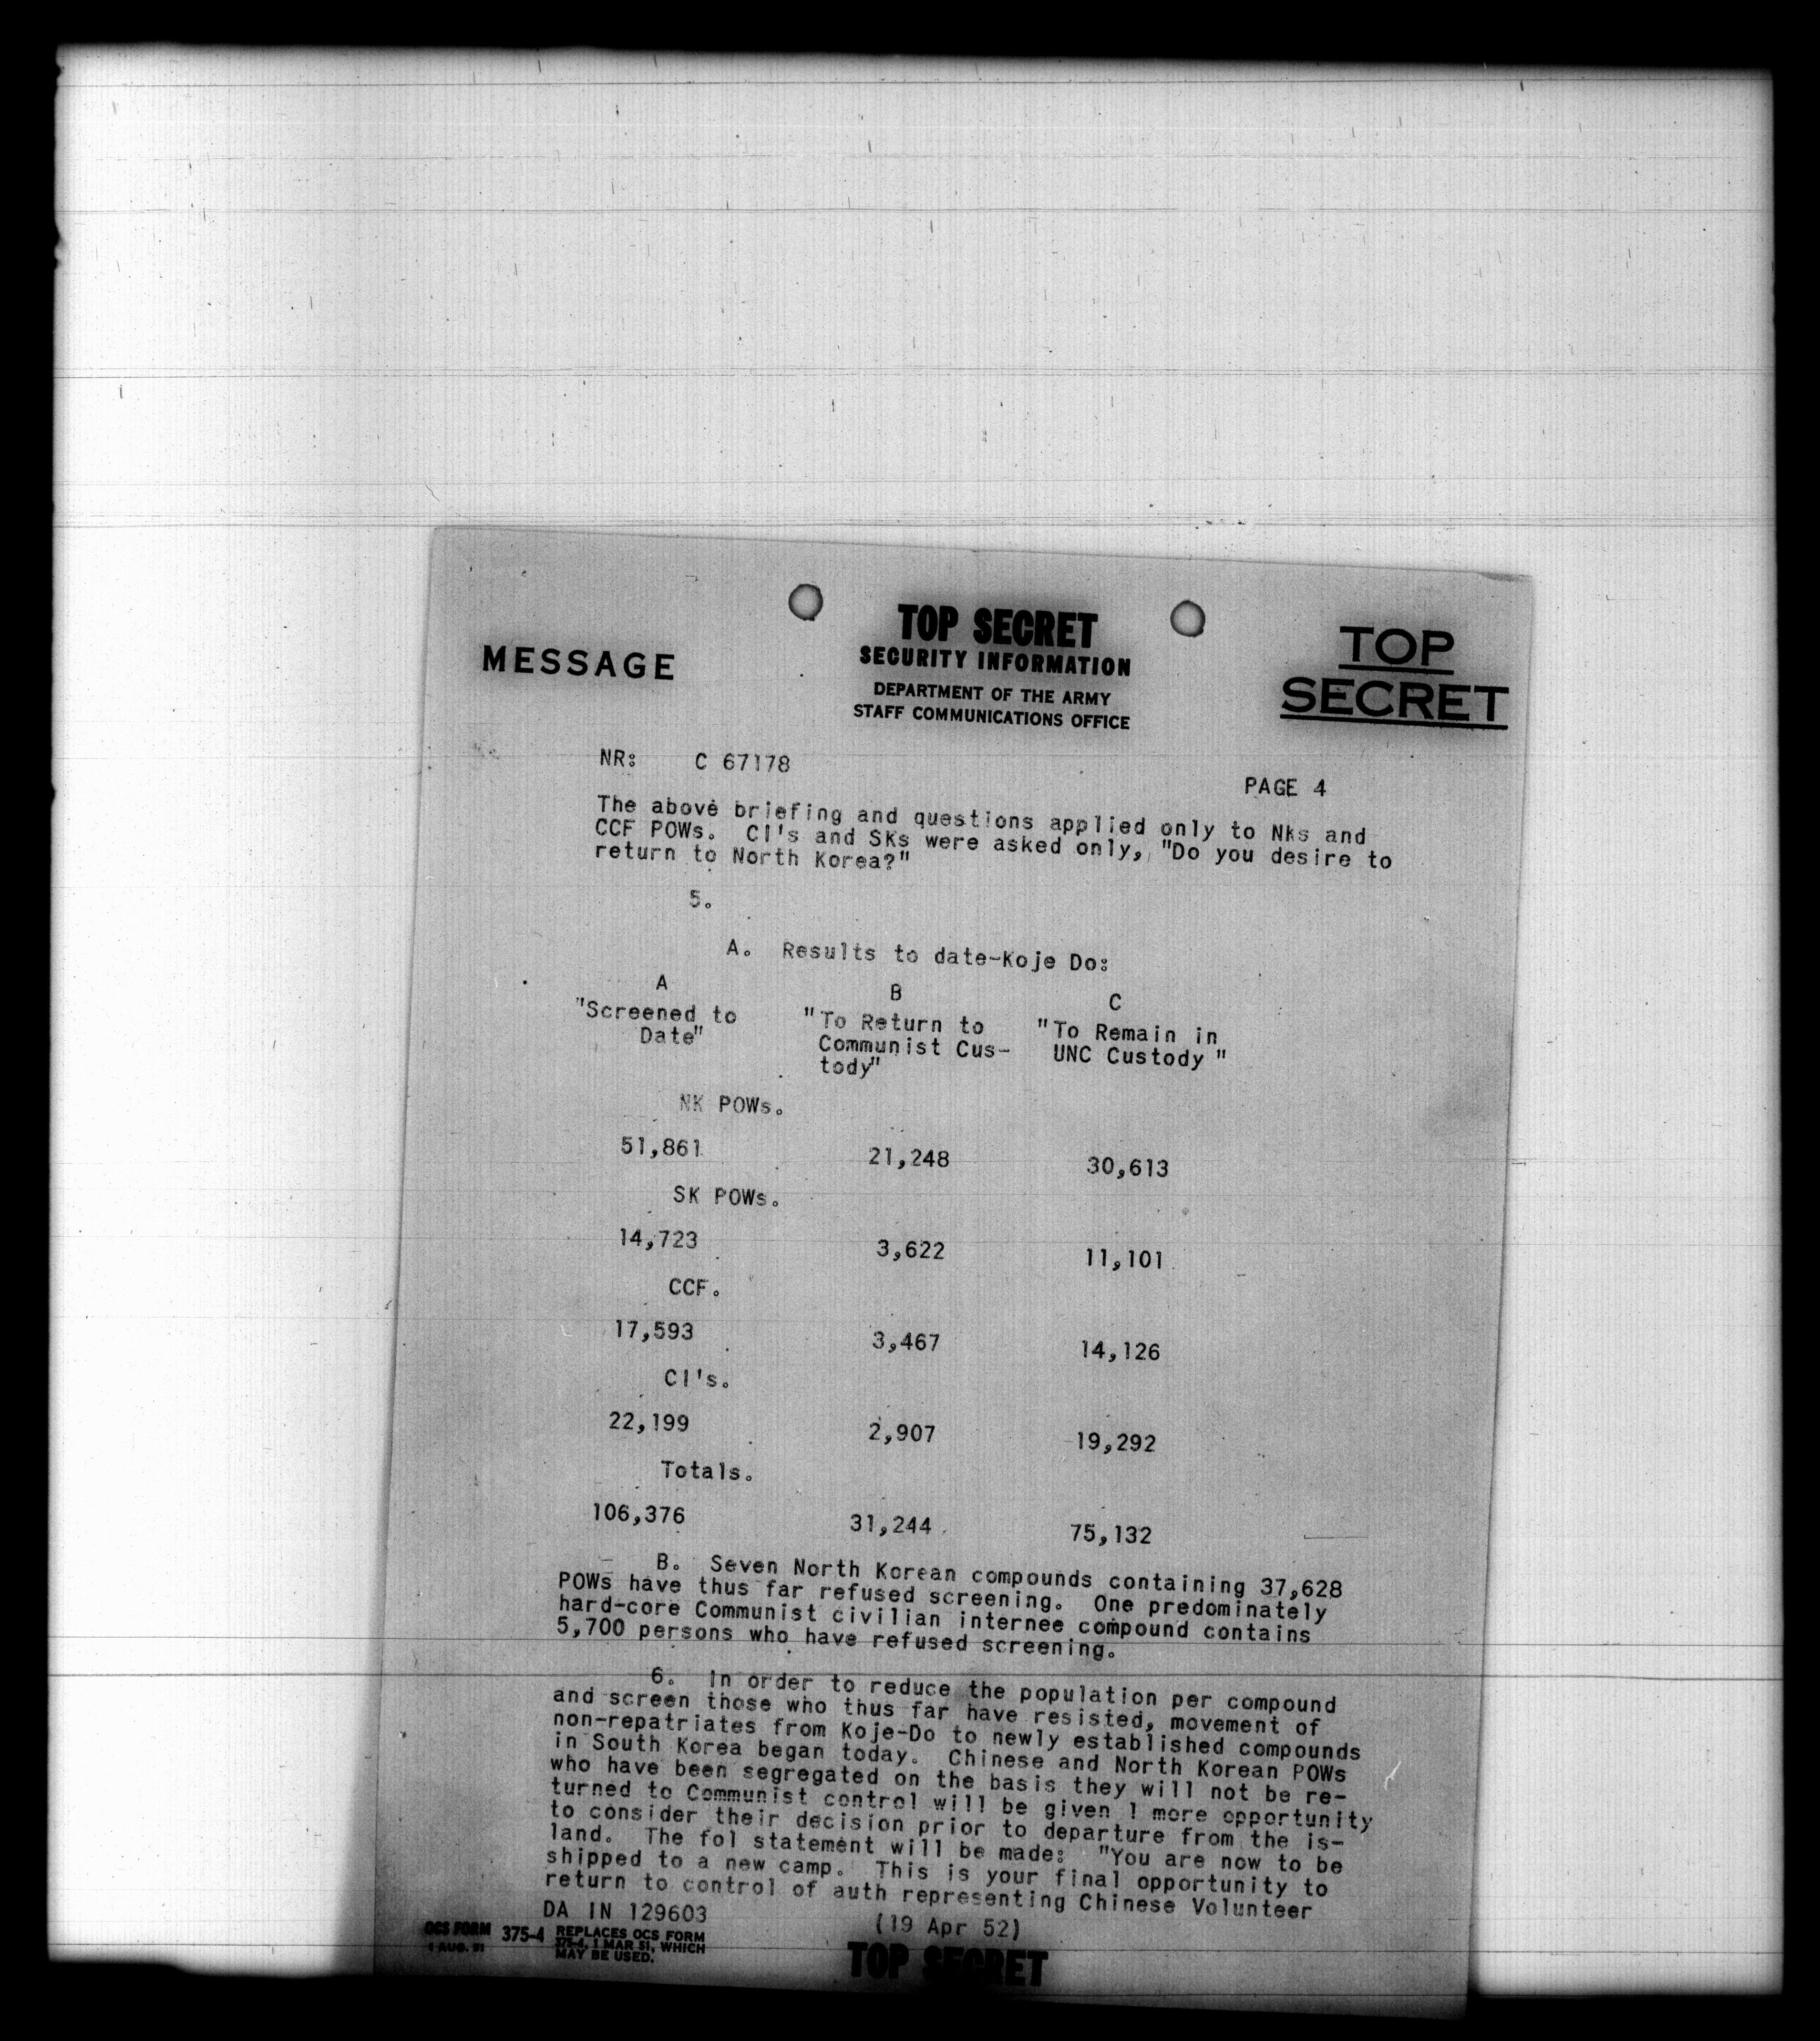 MESSAGE
TOP SECRET
SECURITY INFORMATION
DEPARTMENT OF THE ARMY
STAFF COMMUNICATIONS OFFICE
TOP
SECRET
NR: C 67178
PAGE 4
The above briefing and questions applied only to Nks and
CCF POWs. CI's and SKs were asked only, "Do you desire to
return to North Korea?"
5.
A. Results to date-Koje Do:
A B C
"Screened to "To Return to "To Remain in
Date" Communist Cus- UNC Custody "
tody"
NK POWs.
51,861 21,248 30,613
SK POWs.
14,723 3,622 11,101
CCF.
17,593 3,467 14,126
CI's.
22,199 2,907 19,292
Totals.
106,376 31,244 75,132
B. Seven North Korean compounds containing 37,628
POWs have thus far refused screening. One predominately
hard-core Communist civilian internee compound contains
5,700 persons who have refused screening.
6. In order to reduce the population per compound
and screen those who thus far have resisted, movement of
non-repatriates from Koje-Do to newly established compounds
in South Korea began today. Chinese and North Korean POWs
who have been segregated on the basis they will not be re-
turned to Communist control will be given 1 more opportunity
to consider their decision prior to departure from the is-
land. The fol statement will be made: "You are now to be
shipped to a new camp. This is your final opportunity to
return to control of auth representing Chinese Volunteer
DA IN 129603
(19 Apr 52)
OCS FORM 375-4 REPLACES OCS FORM
1 AUG. 51 375-4, 1 MAR 51, WHICH
MAY BE USED.
TOP SECRET